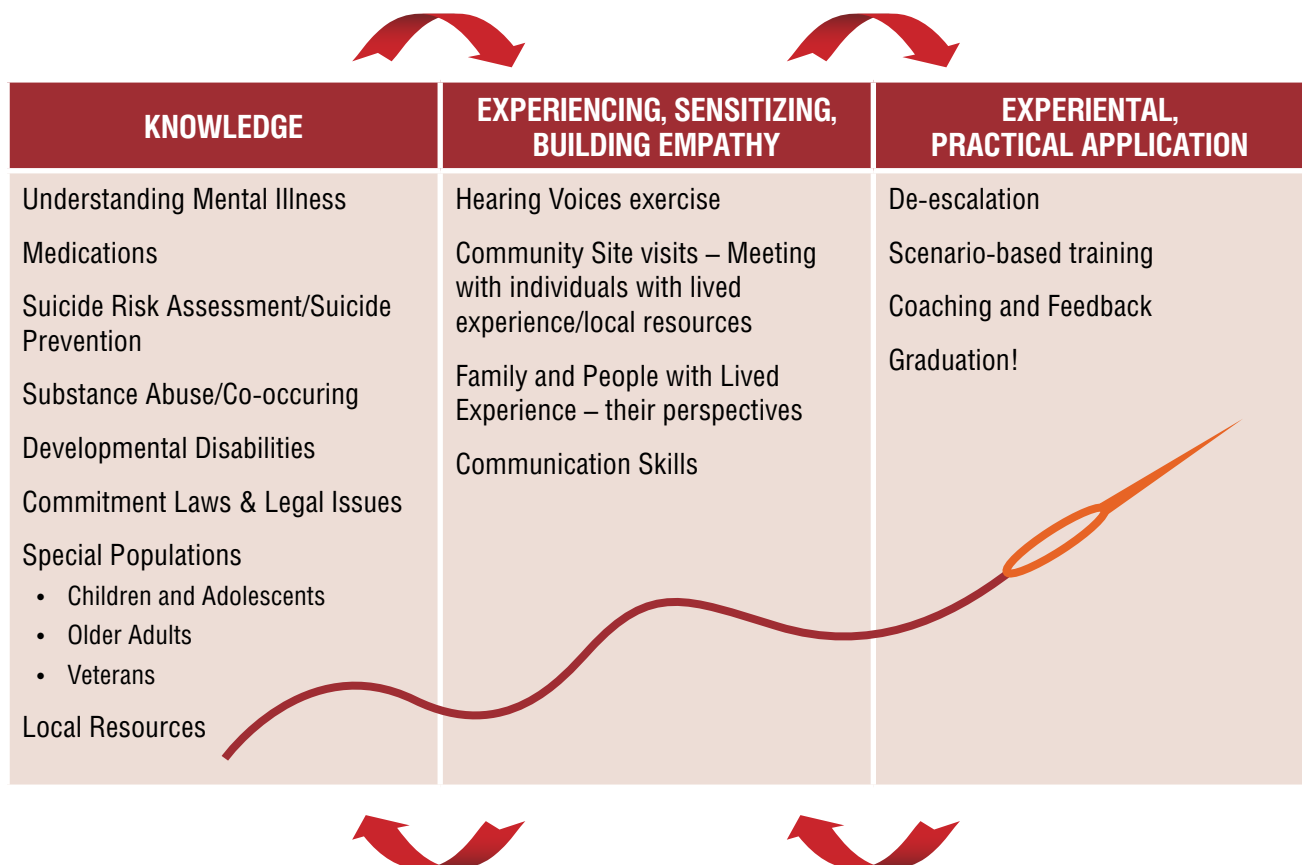 KNOWLEDGE
Understanding Mental Illness
Medications
Suicide Risk Assessment/Suicide
Prevention
Substance Abuse/Co-occuring
Developmental Disabilities
Commitment Laws & Legal Issues
Special Populations
• Children and Adolescents
• Older Adults
• Veterans
Local Resources
EXPERIENCING, SENSITIZING,
BUILDING EMPATHY
Hearing Voices exercise
Community Site visits – Meeting
with individuals with lived
experience/local resources
Family and People with Lived
Experience – their perspectives
Communication Skills
EXPERIENTAL,
PRACTICAL APPLICATION
De-escalation
Scenario-based training
Coaching and Feedback
Graduation!